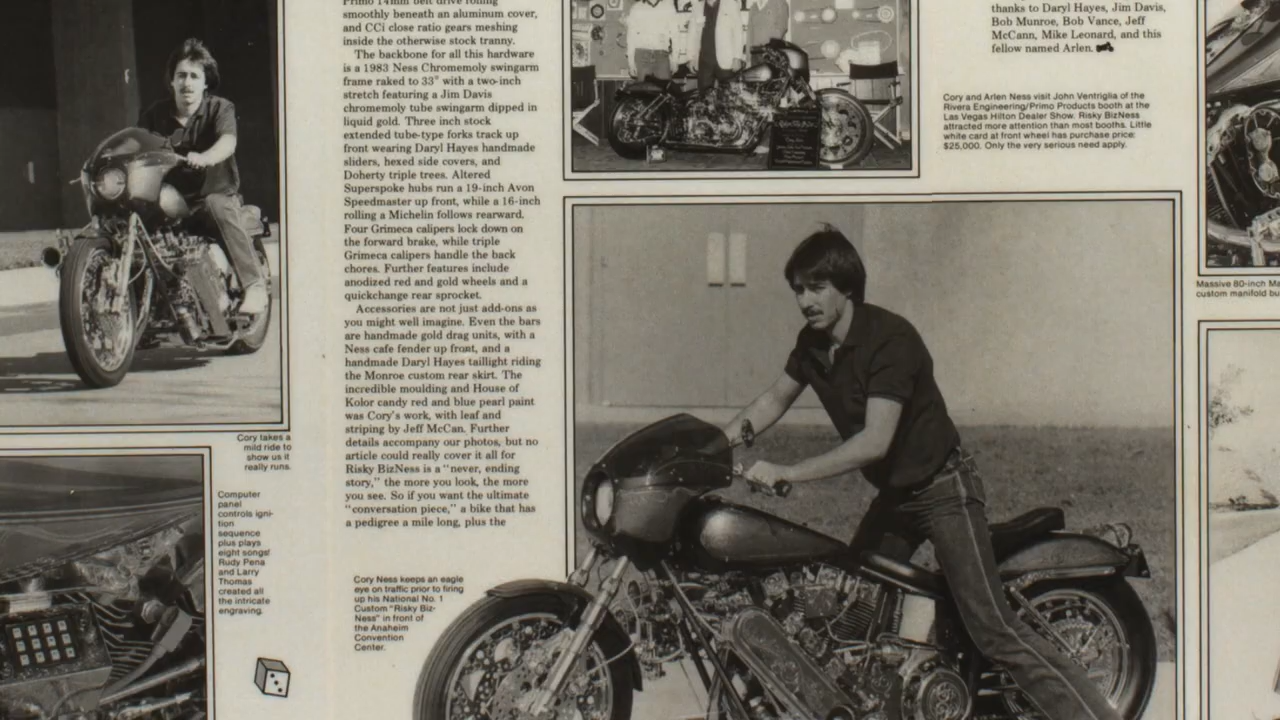 Primo 14mm belt drive rolling
smoothly beneath an aluminum cover,
and CCi close ratio gears meshing
inside the otherwise stock tranny.
The backbone for all this hardware
is a 1983 Ness Chromemoly swingarm
frame raked to 33° with a two-inch
stretch featuring a Jim Davis
chromemoly tube swingarm dipped in
liquid gold. Three inch stock
extended tube-type forks track up
front wearing Daryl Hayes handmade
sliders, hexed side covers, and
Doherty triple trees. Altered
Superspoke hubs run a 19-inch Avon
Speedmaster up front, while a 16-inch
rolling a Michelin follows rearward.
Four Grimeca calipers lock down on
the forward brake, while triple
Grimeca calipers handle the back
chores. Further features include
anodized red and gold wheels and a
quickchange rear sprocket.
Accessories are not just add-ons as
you might well imagine. Even the bars
are handmade gold drag units, with a
Ness cafe fender up front, and a
handmade Daryl Hayes taillight riding
the Monroe custom rear skirt. The
incredible moulding and House of
Kolor candy red and blue pearl paint
was Cory's work, with leaf and
striping by Jeff McCan. Further
details accompany our photos, but no
article could really cover it all for
Risky BizNess is a "never, ending
story," the more you look, the more
you see. So if you want the ultimate
"conversation piece," a bike that has
a pedigree a mile long, plus the
thanks to Daryl Hayes, Jim Davis,
Bob Munroe, Bob Vance, Jeff
McCann, Mike Leonard, and this
fellow named Arlen.
Cory and Arlen Ness visit John Ventriglia of the
Rivera Engineering/Primo Products booth at the
Las Vegas Hilton Dealer Show. Risky BizNess
attracted more attention than most booths. Little
white card at front wheel has purchase price:
$25,000. Only the very serious need apply.
Cory takes a
mild ride to
show us it
really runs.
Computer
panel
controls igni-
tion
sequence
plus plays
eight songs!
Rudy Pena
and Larry
Thomas
created all
the intricate
engraving.
Cory Ness keeps an eagle
eye on traffic prior to firing
up his National No. 1
Custom "Risky Biz-
Ness" in front of
the Anaheim
Convention
Center.
Massive 80-inch
custom manifold